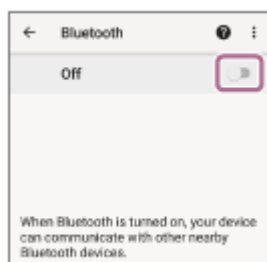 Bluetooth
Off
When Bluetooth is turned on, your device
can communicate with other nearby
Bluetooth devices.